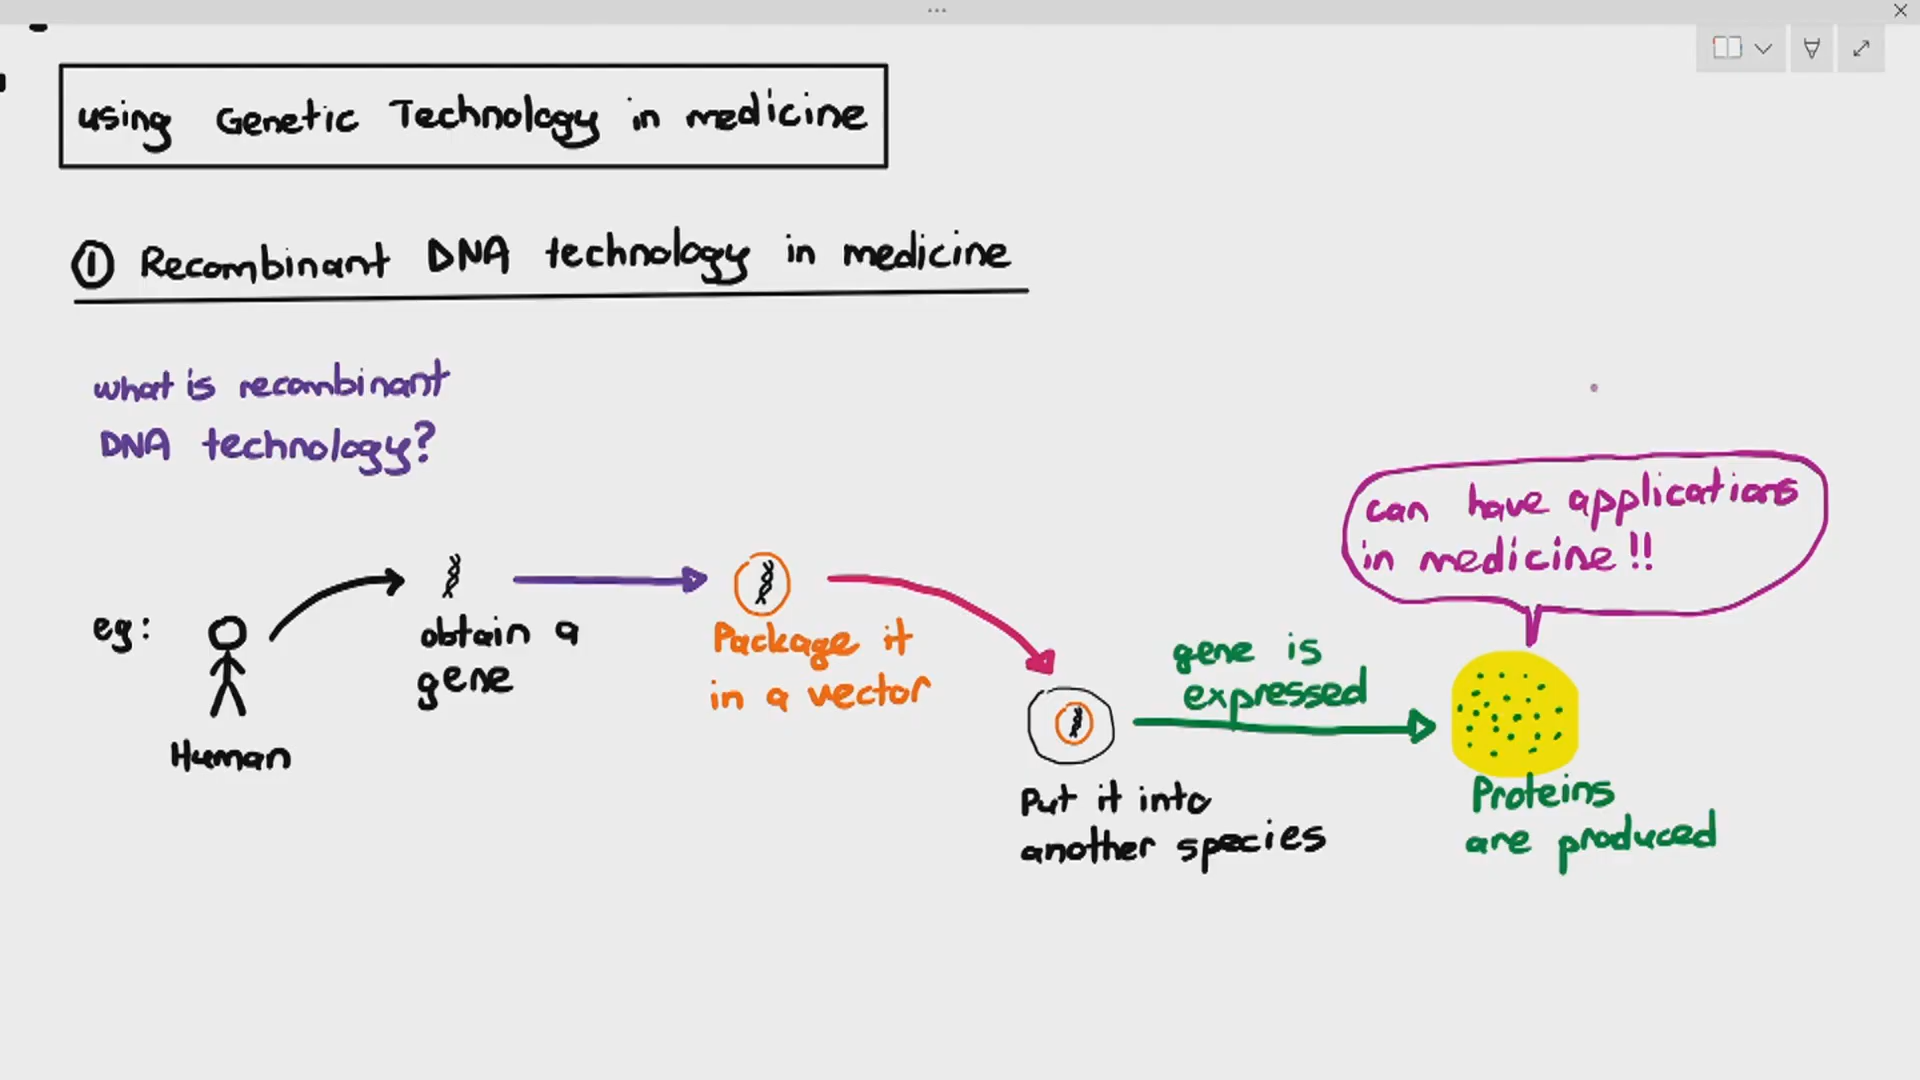 using Genetic Technology in medicine
① Recombinant DNA technology in medicine
what is recombinant
DNA technology?
can have applications
in medicine!!
eg:
Human
obtain a
gene
Package it
in a vector
Put it into
another species
gene is
expressed
Proteins
are produced